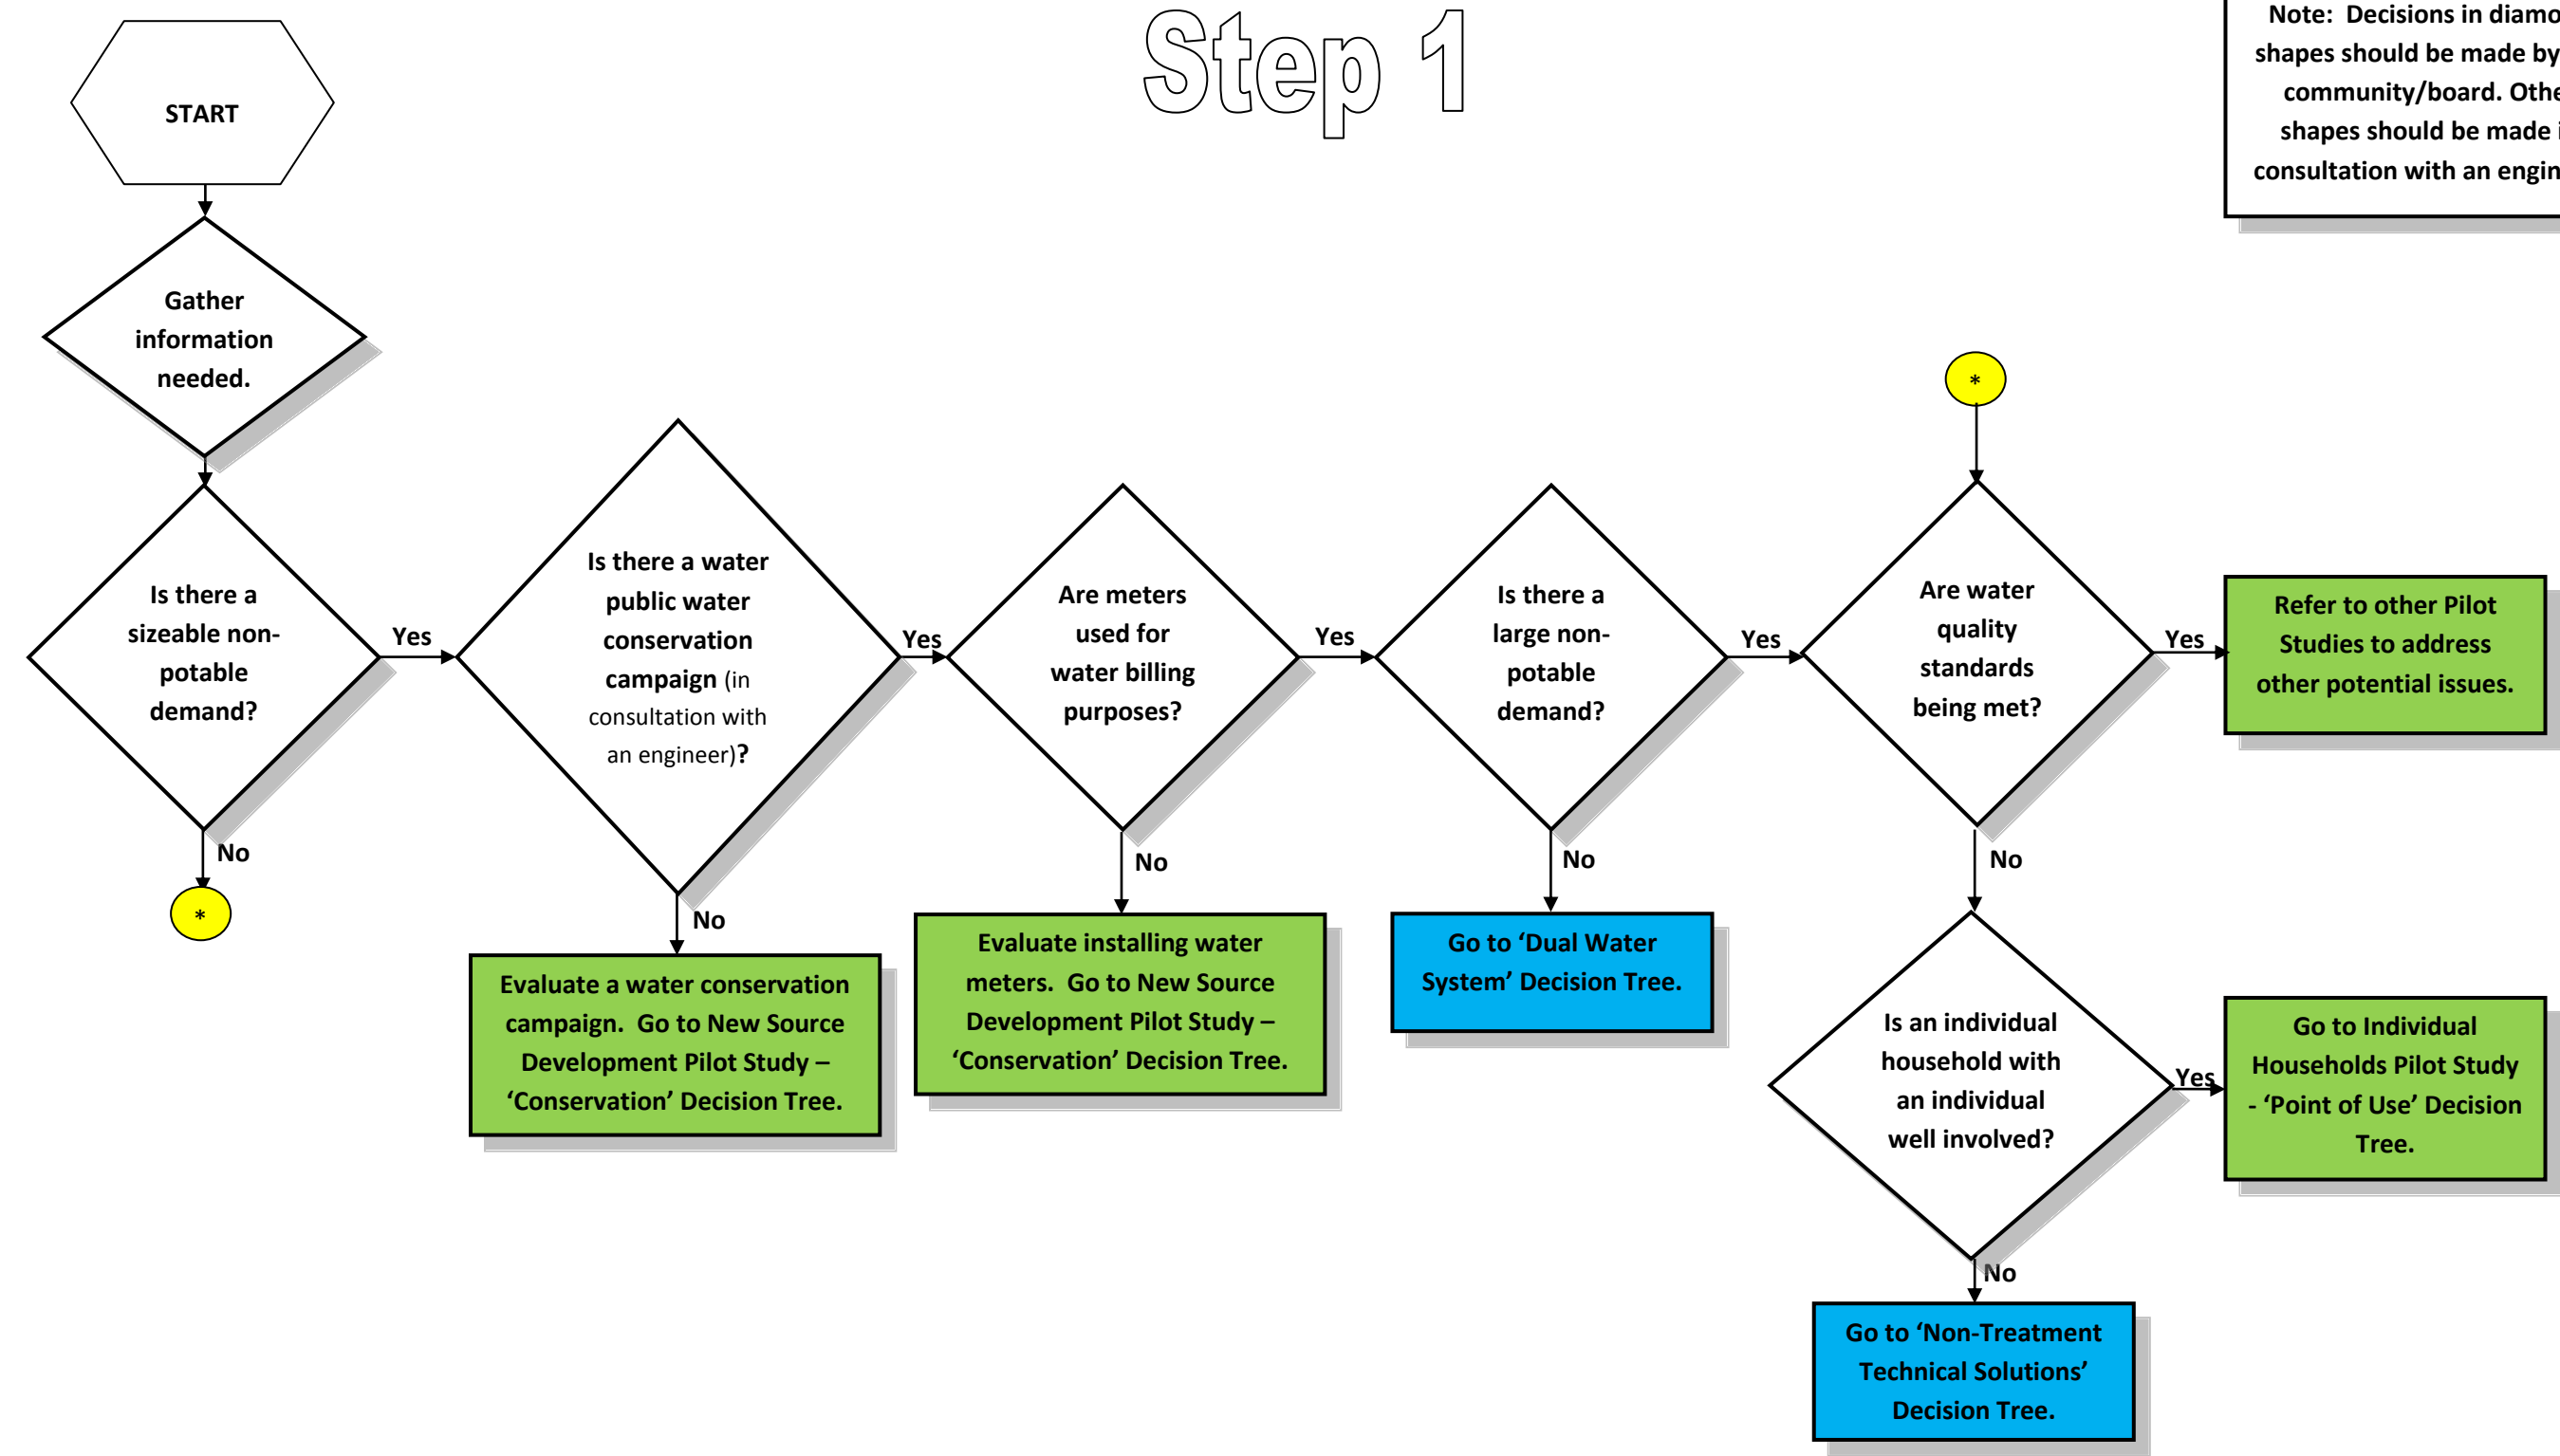 Step 1
Note: Decisions in diamo
shapes should be made by
community/board. Othe
shapes should be made i
consultation with an engin
START
Gather
information
needed.
*
Is there a
sizeable non-
potable
demand?
Yes
No
*
Is there a water
public water
conservation
campaign (in
consultation with
an engineer)?
Yes
No
Evaluate a water conservation
campaign. Go to New Source
Development Pilot Study –
‘Conservation’ Decision Tree.
Are meters
used for
water billing
purposes?
Yes
No
Evaluate installing water
meters. Go to New Source
Development Pilot Study –
‘Conservation’ Decision Tree.
Is there a
large non-
potable
demand?
Yes
No
Go to ‘Dual Water
System’ Decision Tree.
Are water
quality
standards
being met?
Yes
No
Refer to other Pilot
Studies to address
other potential issues.
Is an individual
household with
an individual
well involved?
Yes
No
Go to Individual
Households Pilot Study
- ‘Point of Use’ Decision
Tree.
Go to ‘Non-Treatment
Technical Solutions’
Decision Tree.